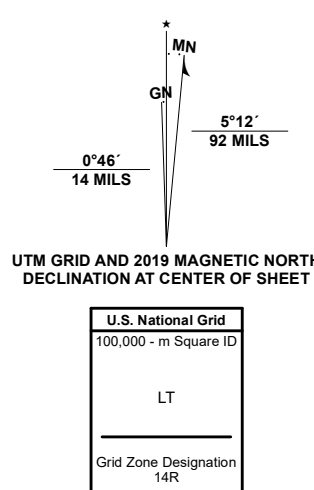 ★
MN
GN
5°12´
92 MILS
0°46´
14 MILS
UTM GRID AND 2019 MAGNETIC NORTH
DECLINATION AT CENTER OF SHEET
U.S. National Grid
100,000 - m Square ID
LT
Grid Zone Designation
14R